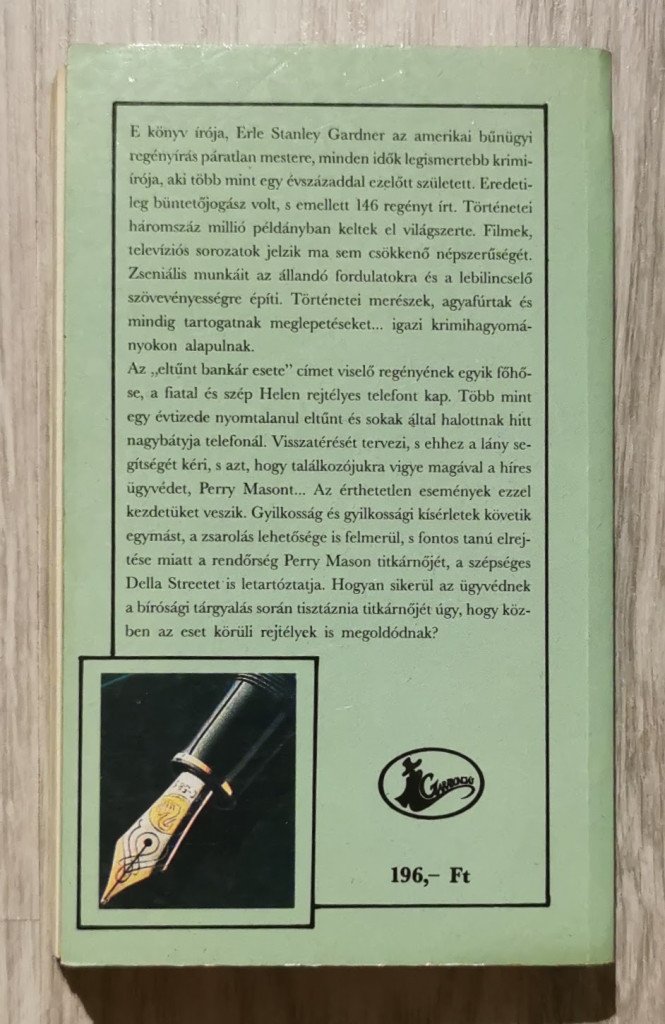 E könyv írója, Erle Stanley Gardner az amerikai bűnügyi
regényírás páratlan mestere, minden idők legismertebb krimi-
írója, aki több mint egy évszázaddal ezelőtt született. Eredeti-
leg büntetőjogász volt, s emellett 146 regényt írt. Történetei
háromszáz millió példányban keltek el világszerte. Filmek,
televíziós sorozatok jelzik ma sem csökkenő népszerűségét.
Zseniális munkáit az állandó fordulatokra és a lebilincselő
szövevényességre építi. Történetei merészek, agyafúrtak és
mindig tartogatnak meglepetéseket... igazi krimihagyomá-
nyokon alapulnak.
Az „eltűnt bankár esete” címet viselő regényének egyik főhő-
se, a fiatal és szép Helen rejtélyes telefont kap. Több mint
egy évtizede nyomtalanul eltűnt és sokak által halottnak hitt
nagybátyja telefonál. Visszatérését tervezi, s ehhez a lány se-
gítségét kéri, s azt, hogy találkozójukra vigye magával a híres
ügyvédet, Perry Masont... Az érthetetlen események ezzel
kezdetüket veszik. Gyilkosság és gyilkossági kísérletek követik
egymást, a zsarolás lehetősége is felmerül, s fontos tanú elrej-
tése miatt a rendőrség Perry Mason titkárnőjét, a szépséges
Della Streetet is letartóztatja. Hogyan sikerül az ügyvédnek
a bírósági tárgyalás során tisztáznia titkárnőjét úgy, hogy köz-
ben az eset körüli rejtélyek is megoldódnak?
196,– Ft